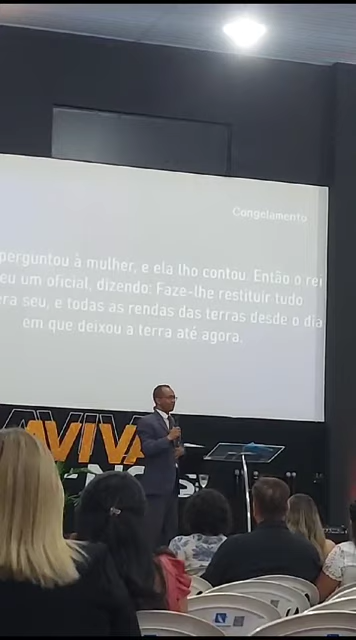 Congelamento
perguntou à mulher, e ela lho contou. Então o rei
eu um oficial, dizendo: Faze-lhe restituir tudo
era seu, e todas as rendas das terras desde o dia
em que deixou a terra até agora.
AVIVA